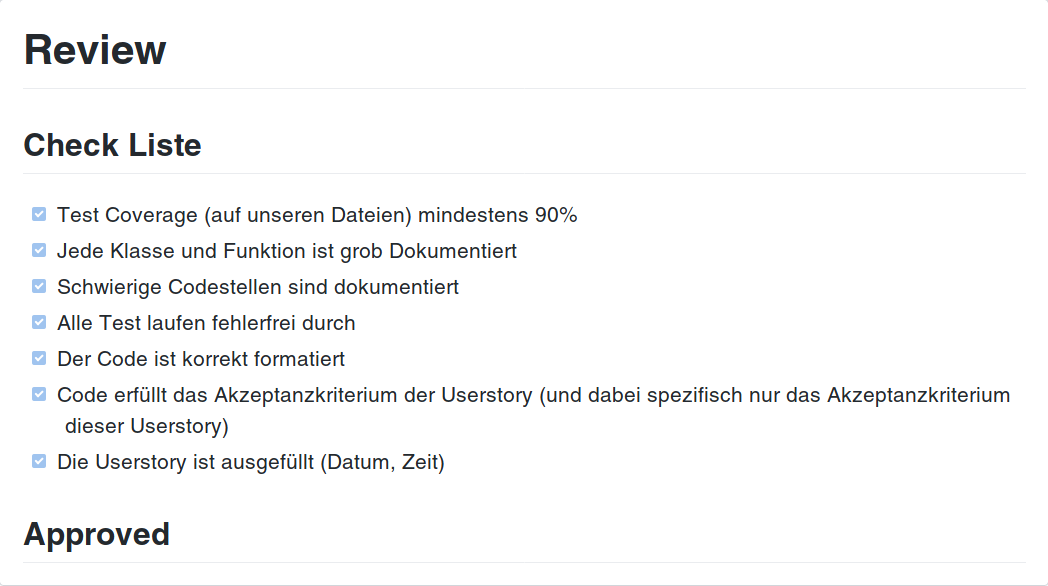 Review
Check Liste
Test Coverage (auf unseren Dateien) mindestens 90%
Jede Klasse und Funktion ist grob Dokumentiert
Schwierige Codestellen sind dokumentiert
Alle Test laufen fehlerfrei durch
Der Code ist korrekt formatiert
Code erfüllt das Akzeptanzkriterium der Userstory (und dabei spezifisch nur das Akzeptanzkriterium
dieser Userstory)
Die Userstory ist ausgefüllt (Datum, Zeit)
Approved